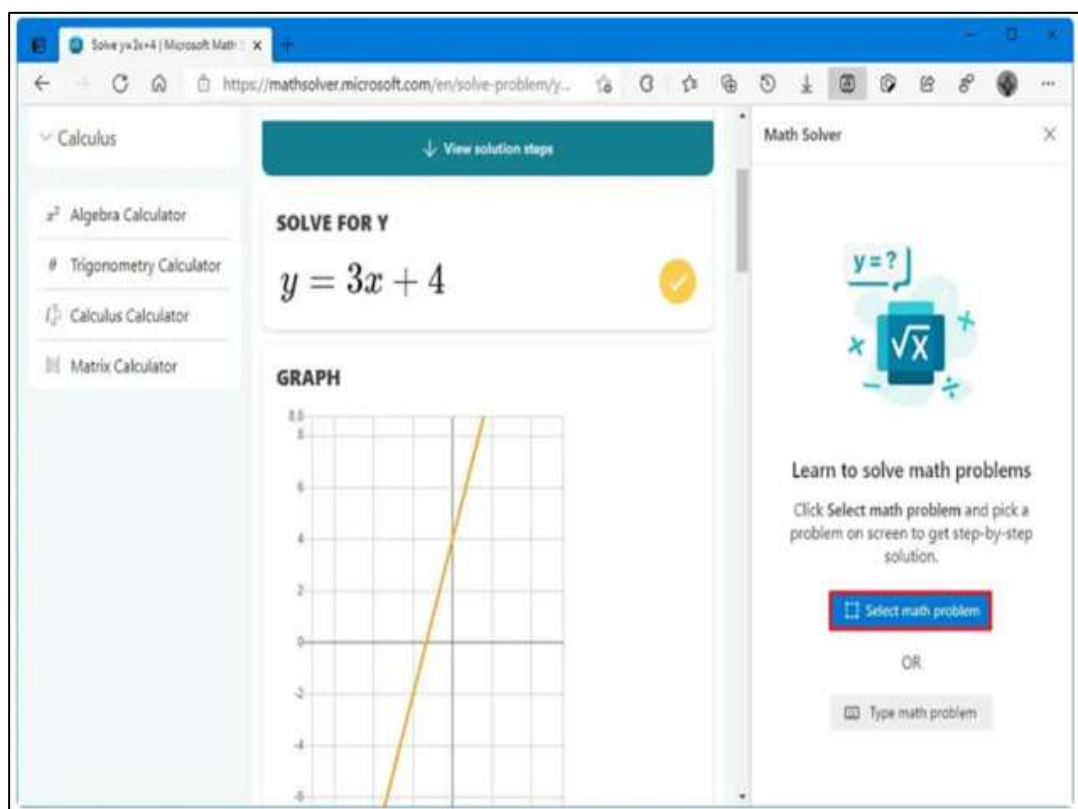 Solve y=3x+4 | Microsoft Math
https://mathsolver.microsoft.com/en/solve-problem/y...
Calculus
View solution steps
x² Algebra Calculator
θ Trigonometry Calculator
Calculus Calculator
Matrix Calculator
SOLVE FOR Y
y = 3x + 4
GRAPH
8
6
4
2
0
-2
-4
Math Solver
y = ?
√x
Learn to solve math problems
Click Select math problem and pick a
problem on screen to get step-by-step
solution.
Select math problem
OR
Type math problem